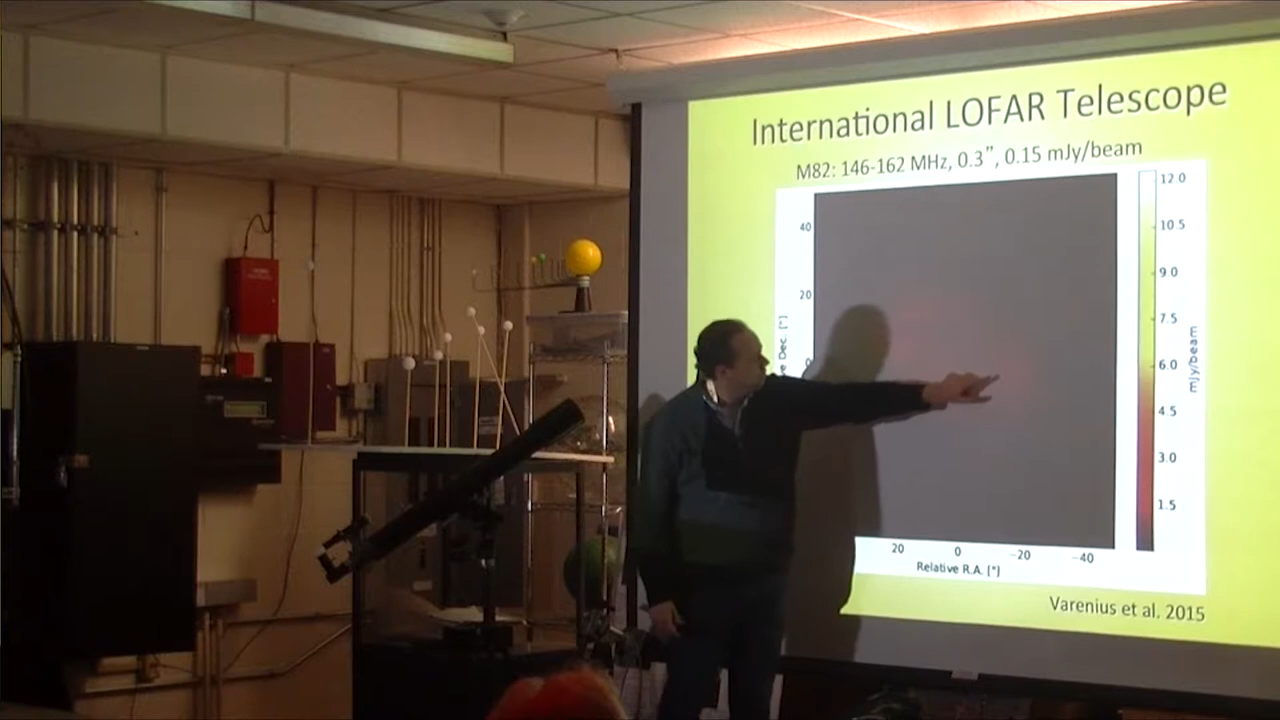 International LOFAR Telescope
M82: 146-162 MHz, 0.3”, 0.15 mJy/beam
12.0
10.5
9.0
7.5
6.0
4.5
3.0
1.5
mJy/beam
40
20
0
Dec. ["]
20 0 −20 −40
Relative R.A. ["]
Varenius et al. 2015